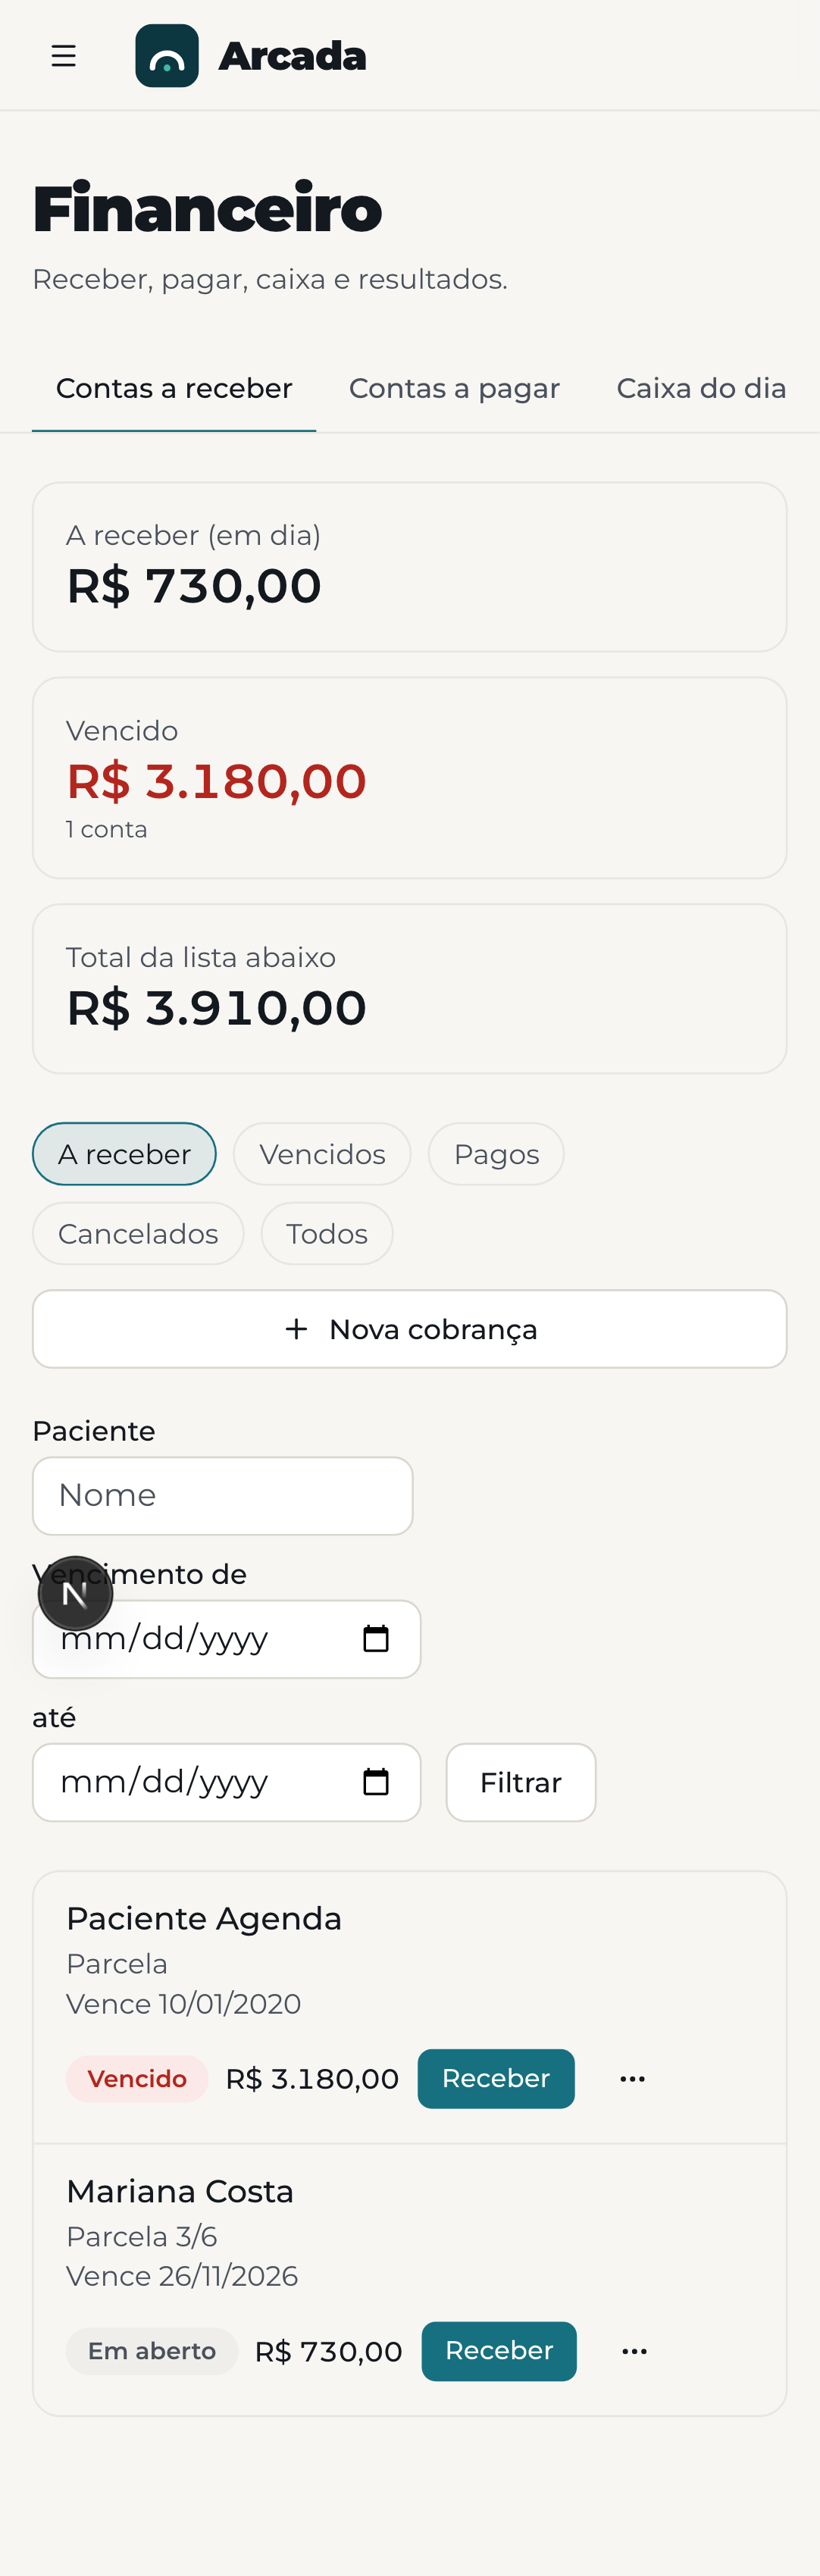 Arcada
Financeiro
Receber, pagar, caixa e resultados.
Contas a receber Contas a pagar Caixa do dia
A receber (em dia)
R$ 730,00
Vencido
R$ 3.180,00
1 conta
Total da lista abaixo
R$ 3.910,00
A receber Vencidos Pagos
Cancelados Todos
+ Nova cobrança
Paciente
Nome
Vencimento de
N
mm/dd/yyyy
até
mm/dd/yyyy Filtrar
Paciente Agenda
Parcela
Vence 10/01/2020
Vencido R$ 3.180,00 Receber ...
Mariana Costa
Parcela 3/6
Vence 26/11/2026
Em aberto R$ 730,00 Receber ...